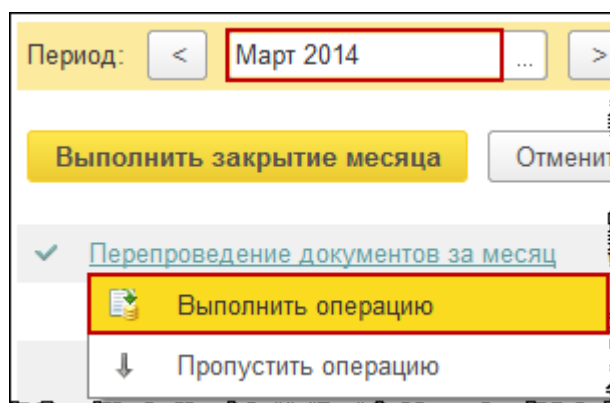 Период: < Март 2014 ... >
Выполнить закрытие месяца Отменит
Перепроведение документов за месяц
Выполнить операцию
Пропустить операцию